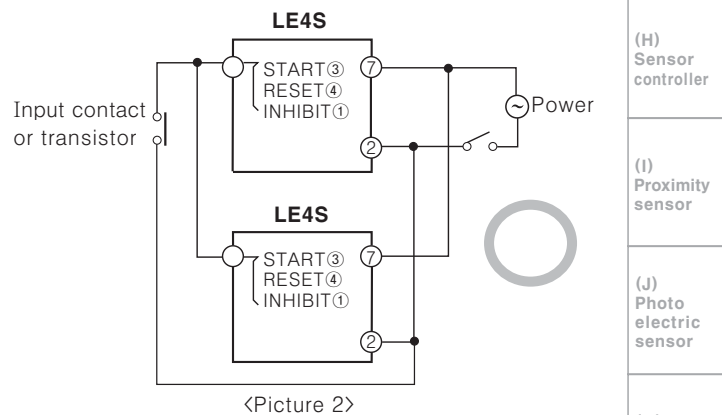 LE4S
START③
RESET④
INHIBIT①
⑦
②
Input contact
or transistor
~
Power
LE4S
START③
RESET④
INHIBIT①
⑦
②
<Picture 2>
(H)
Sensor
controller
(I)
Proximity
sensor
(J)
Photo
electric
sensor